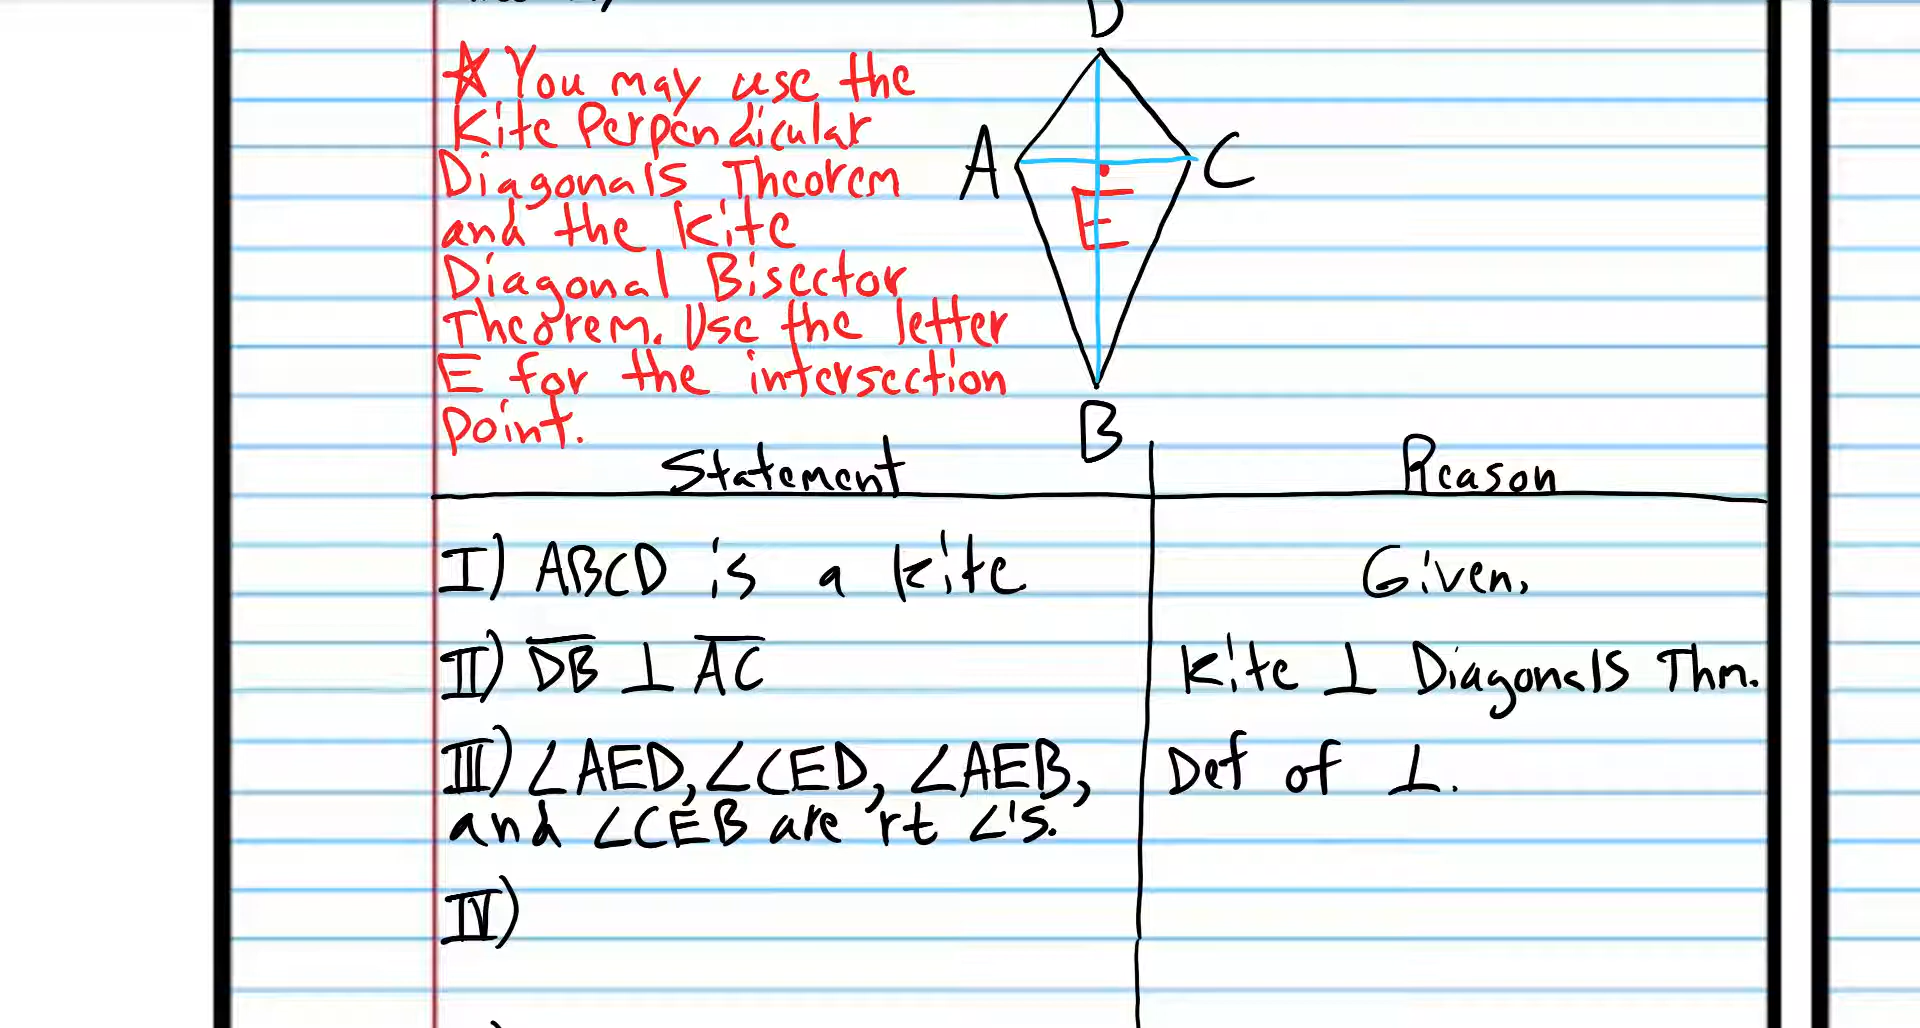 ☆ You may use the
Kite Perpendicular
Diagonals Theorem
and the Kite
Diagonal Bisector
Theorem. Use the letter
E for the intersection
point.
D
A
C
E
B
Statement
Reason
I) ABCD is a kite
Given.
II) D̅B̅ ⊥ A̅C̅
Kite ⊥ Diagonals Thm.
III) ∠AED, ∠CED, ∠AEB,
and ∠CEB are rt ∠'s.
Def of ⊥.
IV)